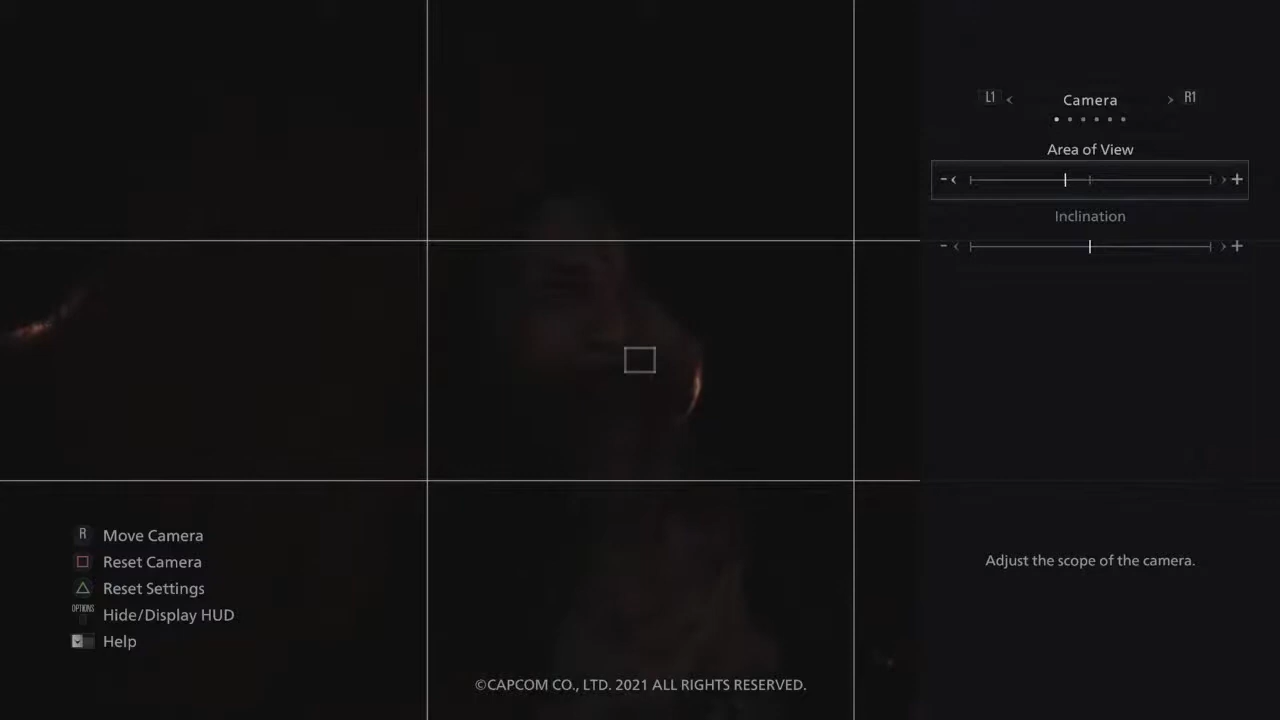 L1 Camera R1
Area of View
Inclination
R Move Camera
Reset Camera
Adjust the scope of the camera.
Reset Settings
OPTIONS Hide/Display HUD
Help
©CAPCOM CO., LTD. 2021 ALL RIGHTS RESERVED.